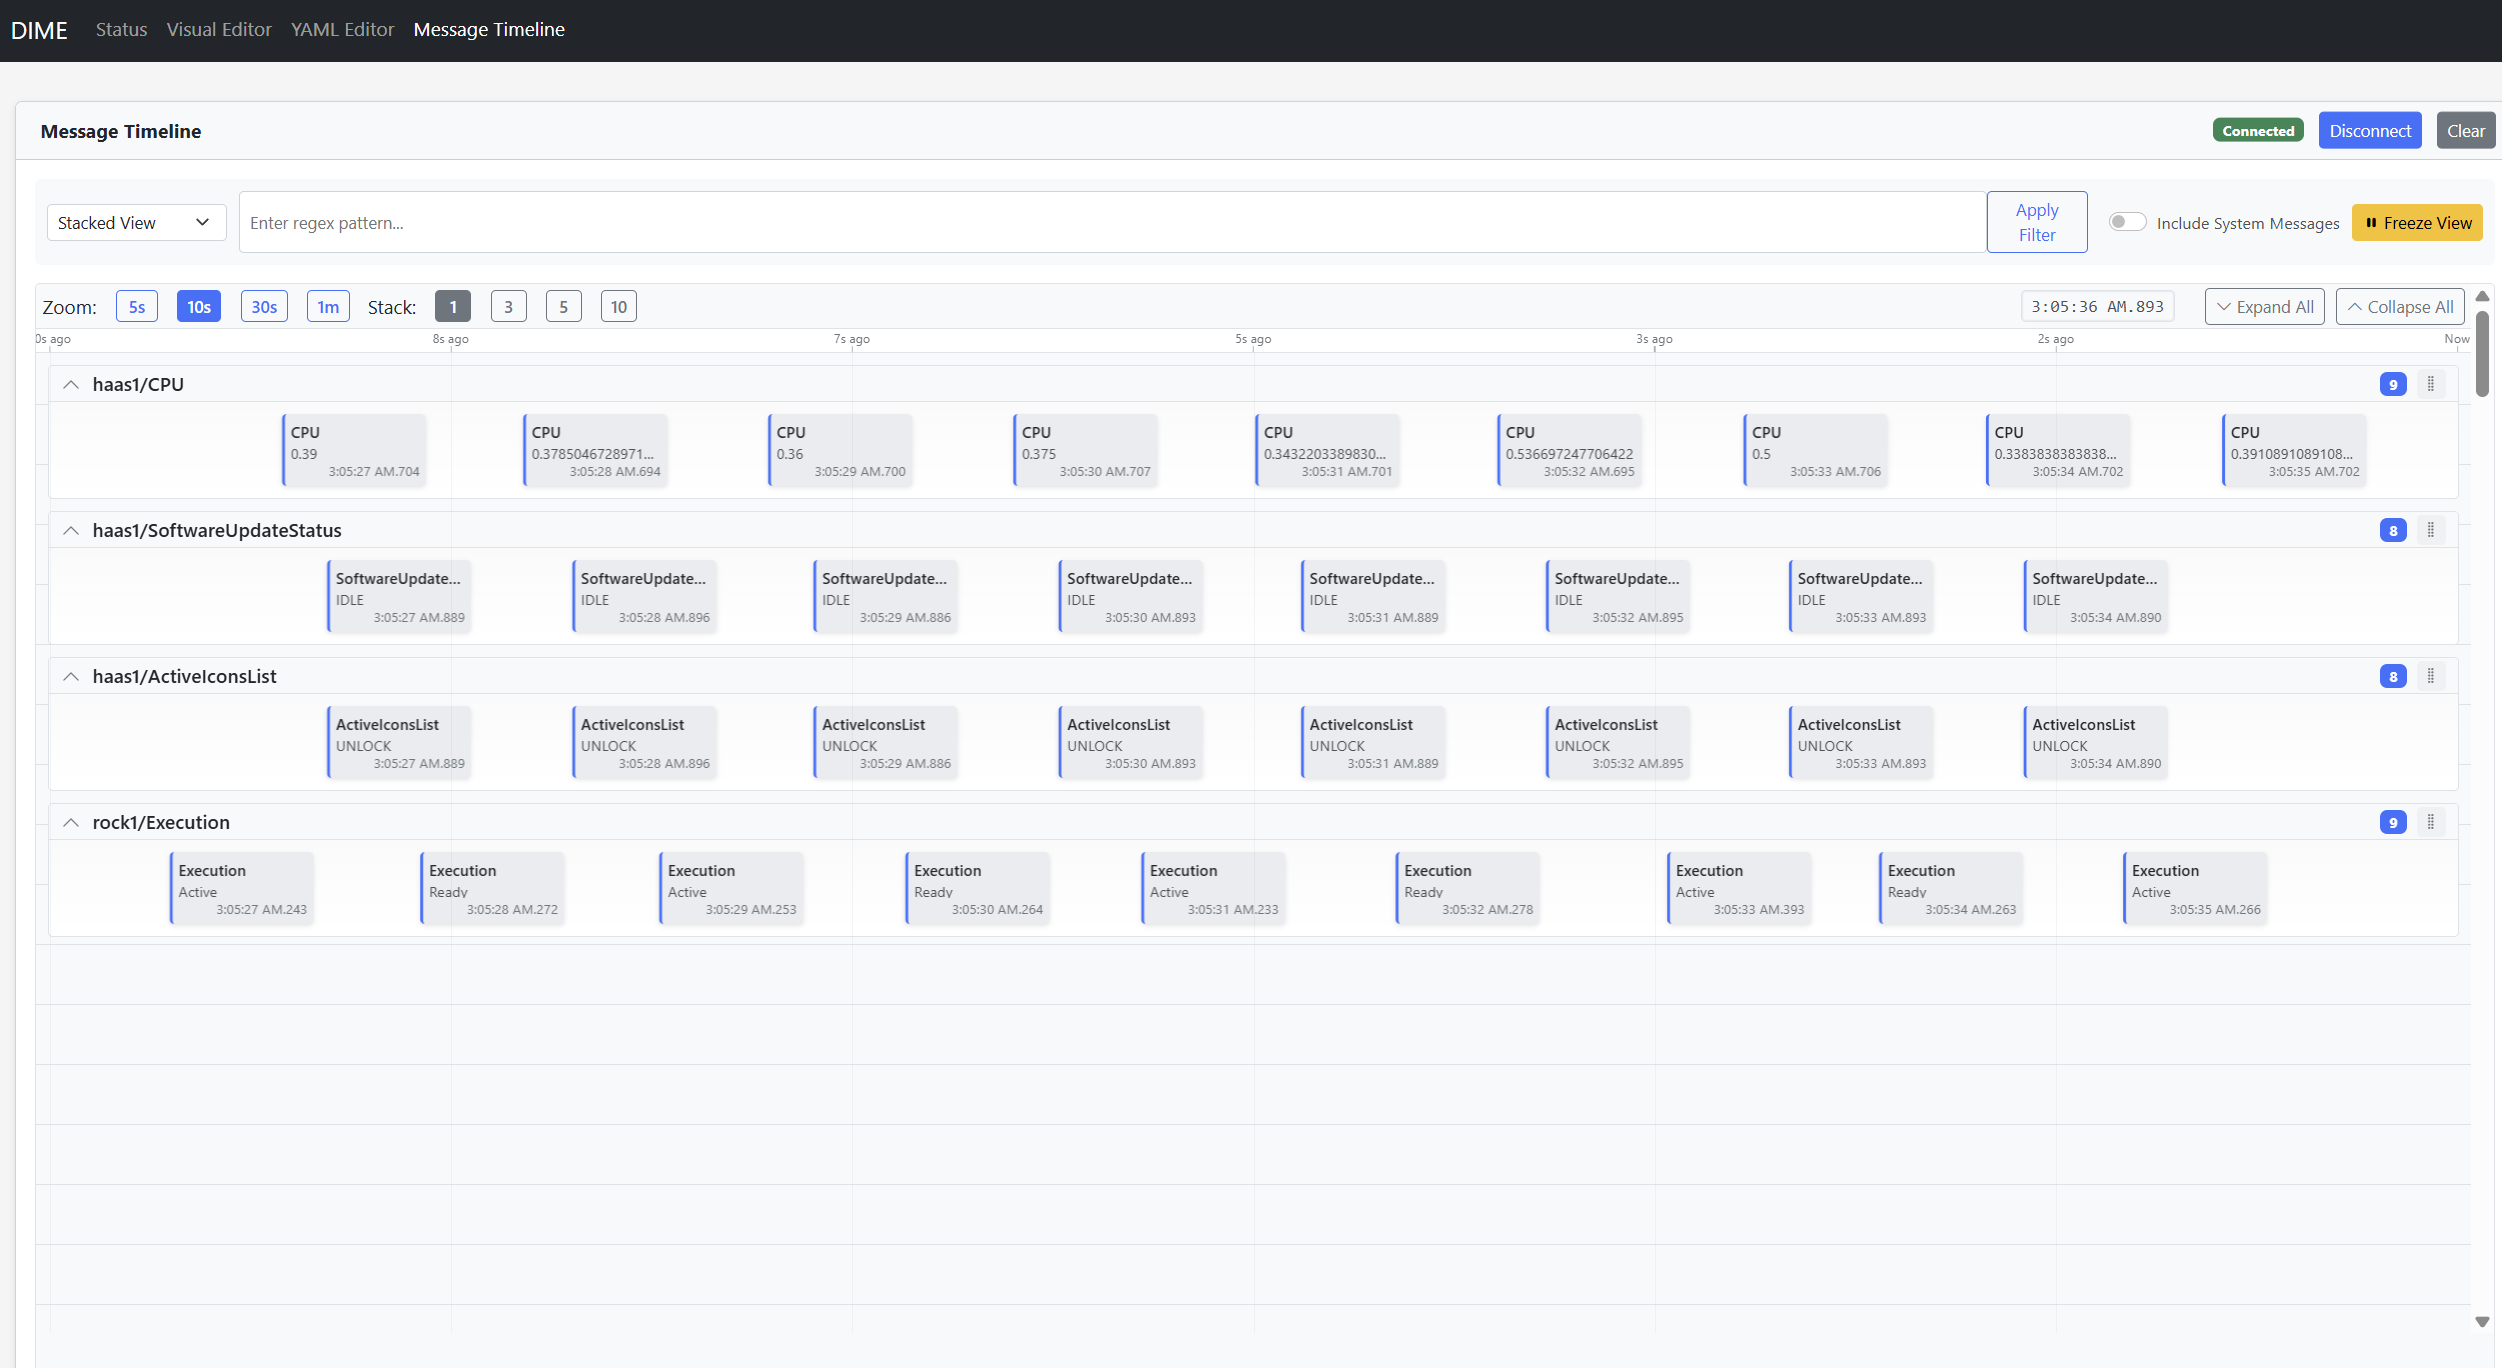 DIME Status Visual Editor YAML Editor Message Timeline
Message Timeline Connected Disconnect Clear
Stacked View Enter regex pattern... Apply Filter Include System Messages Freeze View
Zoom: 5s 10s 30s 1m Stack: 1 3 5 10 3:05:36 AM.893 Expand All Collapse All
0s ago 8s ago 7s ago 5s ago 3s ago 2s ago Now
haas1/CPU 9
CPU CPU CPU CPU CPU CPU CPU CPU CPU
0.39 0.3785046728971... 0.36 0.375 0.3432203389830... 0.536697247706422 0.5 0.3383838383838... 0.3910891089108...
3:05:27 AM.704 3:05:28 AM.694 3:05:29 AM.700 3:05:30 AM.707 3:05:31 AM.701 3:05:32 AM.695 3:05:33 AM.706 3:05:34 AM.702 3:05:35 AM.702
haas1/SoftwareUpdateStatus 8
SoftwareUpdate... SoftwareUpdate... SoftwareUpdate... SoftwareUpdate... SoftwareUpdate... SoftwareUpdate... SoftwareUpdate... SoftwareUpdate...
IDLE IDLE IDLE IDLE IDLE IDLE IDLE IDLE
3:05:27 AM.889 3:05:28 AM.896 3:05:29 AM.886 3:05:30 AM.893 3:05:31 AM.889 3:05:32 AM.895 3:05:33 AM.893 3:05:34 AM.890
haas1/ActiveIconsList 8
ActiveIconsList ActiveIconsList ActiveIconsList ActiveIconsList ActiveIconsList ActiveIconsList ActiveIconsList ActiveIconsList
UNLOCK UNLOCK UNLOCK UNLOCK UNLOCK UNLOCK UNLOCK UNLOCK
3:05:27 AM.889 3:05:28 AM.896 3:05:29 AM.886 3:05:30 AM.893 3:05:31 AM.889 3:05:32 AM.895 3:05:33 AM.893 3:05:34 AM.890
rock1/Execution 9
Execution Execution Execution Execution Execution Execution Execution Execution Execution
Active Ready Active Ready Active Ready Active Ready Active
3:05:27 AM.243 3:05:28 AM.272 3:05:29 AM.253 3:05:30 AM.264 3:05:31 AM.233 3:05:32 AM.278 3:05:33 AM.393 3:05:34 AM.263 3:05:35 AM.266